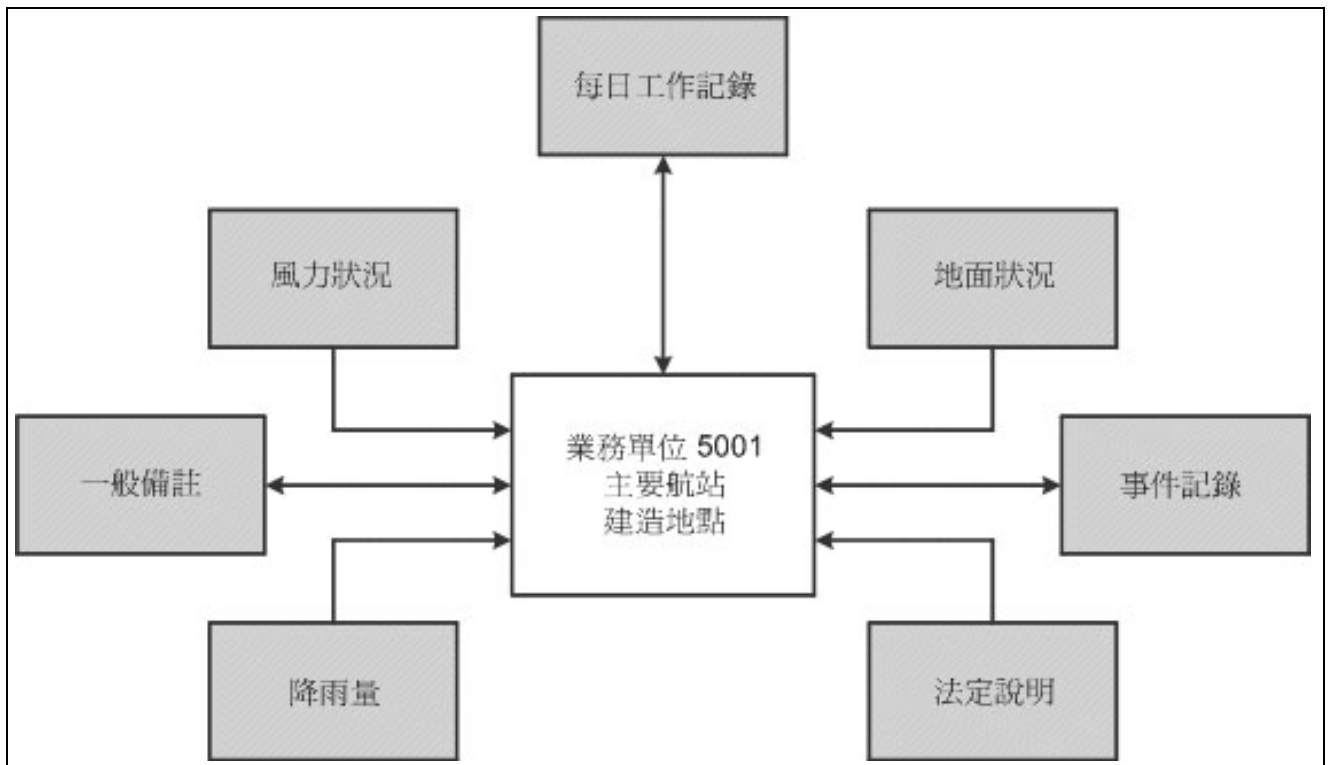 每日工作記錄
風力狀況
地面狀況
業務單位 5001
主要航站
建造地點
一般備註
事件記錄
降雨量
法定說明